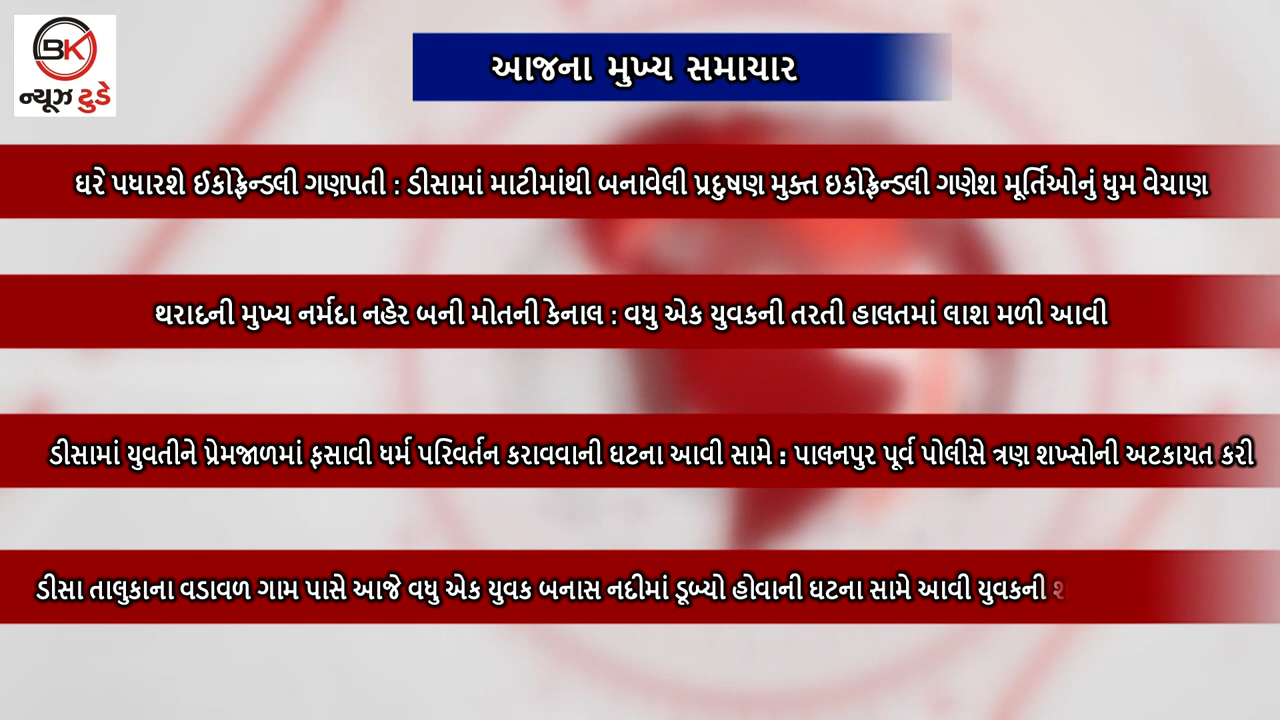 BK
ન્યૂઝ ટુડે
આજના મુખ્ય સમાચાર
ઘરે પધારશે ઈકોફ્રેન્ડલી ગણપતી : ડીસામાં માટીમાંથી બનાવેલી પ્રદુષણ મુક્ત ઇકોફ્રેન્ડલી ગણેશ મૂર્તિઓનું ધુમ વેચાણ
થરાદની મુખ્ય નર્મદા નહેર બની મોતની કેનાલ : વધુ એક યુવકની તરતી હાલતમાં લાશ મળી આવી
ડીસામાં યુવતીને પ્રેમજાળમાં ફસાવી ધર્મ પરિવર્તન કરાવવાની ઘટના આવી સામે : પાલનપુર પૂર્વ પોલીસે ત્રણ શખ્સોની અટકાયત કરી
ડીસા તાલુકાના વડાવળ ગામ પાસે આજે વધુ એક યુવક બનાસ નદીમાં ડૂબ્યો હોવાની ઘટના સામે આવી યુવકની